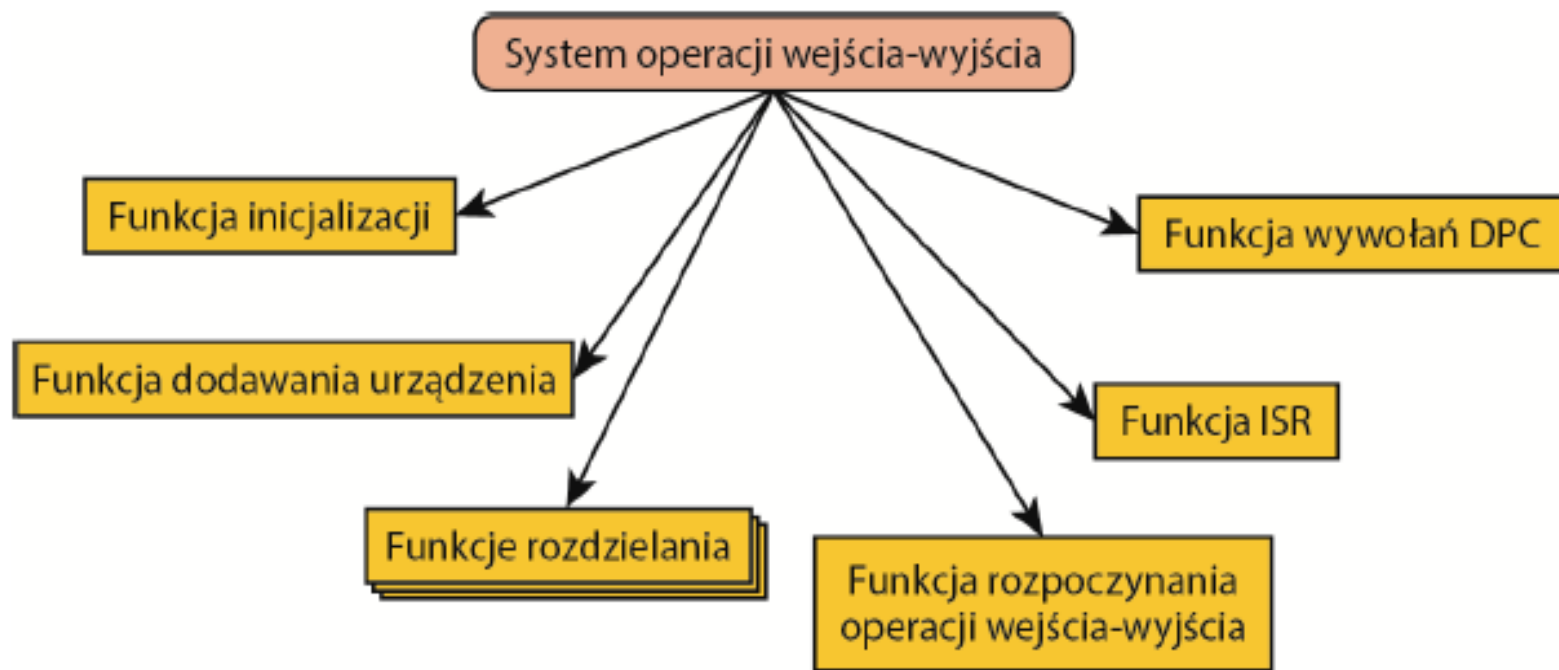 System operacji wejścia-wyjścia
Funkcja inicjalizacji
Funkcja wywołań DPC
Funkcja dodawania urządzenia
Funkcja ISR
Funkcje rozdzielania
Funkcja rozpoczynania
operacji wejścia-wyjścia